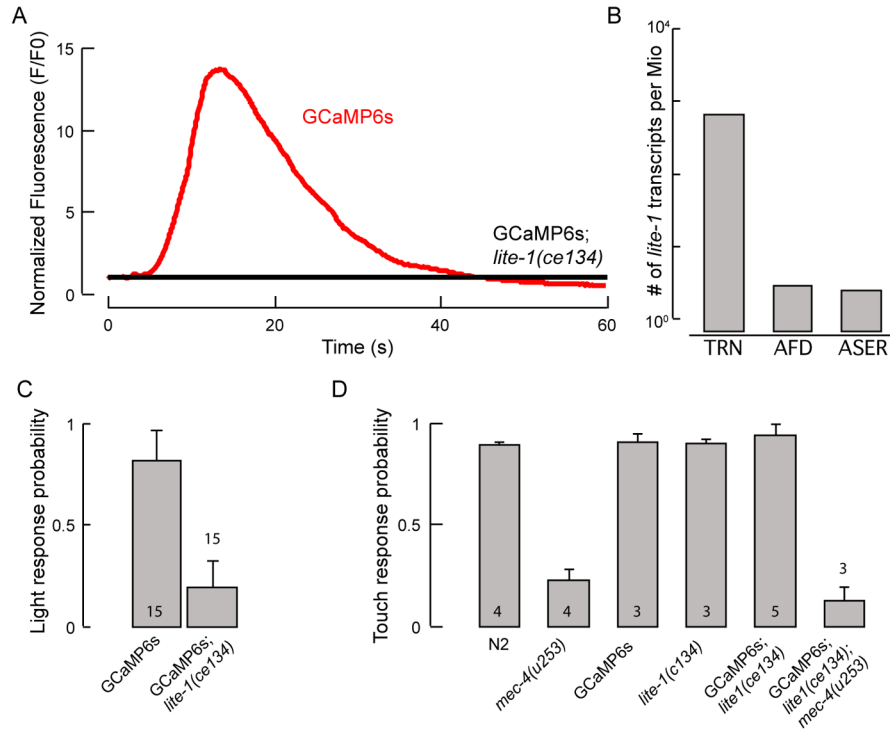 A
Normalized Fluorescence (F/F0)
15
10
5
0
GCaMP6s
GCaMP6s;
lite-1(ce134)
0
20
40
60
Time (s)
B
# of lite-1 transcripts per Mio
10⁴
10⁰
TRN
AFD
ASER
C
Light response probability
1
0.5
0
15
15
GCaMP6s
GCaMP6s;
lite-1(ce134)
D
Touch response probability
1
0.5
0
4
4
3
3
5
3
N2
mec-4(u253)
GCaMP6s
lite-1(c134)
GCaMP6s;
lite1(ce134)
GCaMP6s;
lite1(ce134);
mec-4(u253)